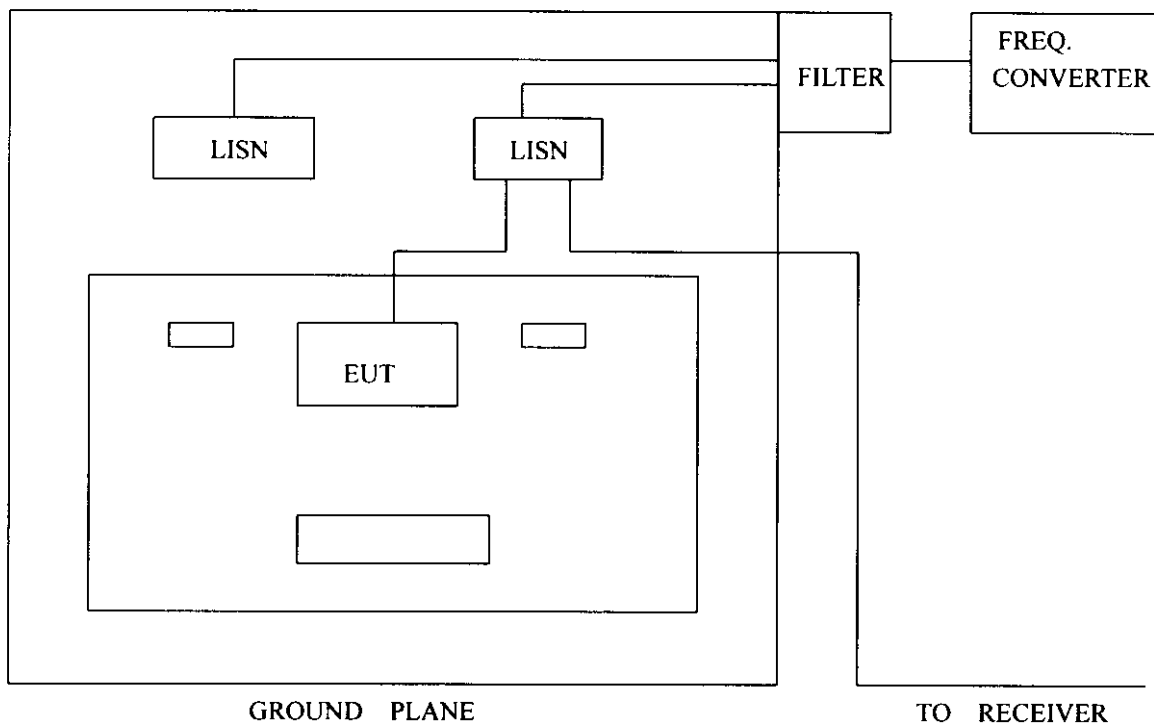 FREQ.
CONVERTER
FILTER
LISN
LISN
EUT
GROUND PLANE
TO RECEIVER